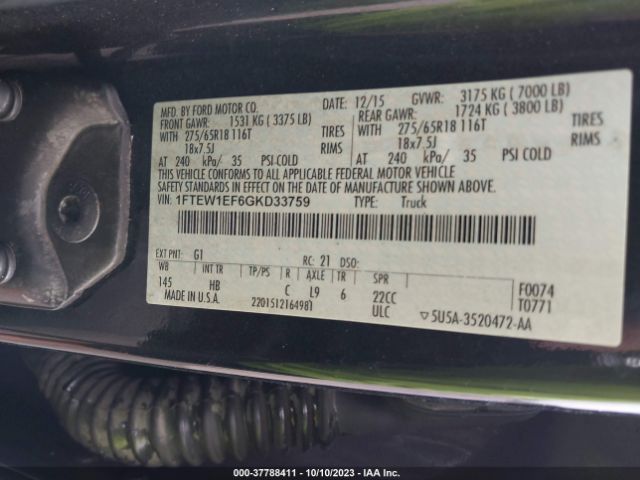 MFD. BY FORD MOTOR CO.
12/15 GVWR: 3175 KG ( 7000 LB)
FRONT GAWR: 1531 KG ( 3375 LB)
REAR GAWR: 1724 KG ( 3800 LB)
WITH 275/65R18 116T TIRES
WITH 275/65R18 116T TIRES
18x7.5J RIMS
18x7.5J RIMS
AT 240 kPa/ 35 PSI COLD
AT 240 kPa/ 35 PSI COLD
THIS VEHICLE CONFORMS TO ALL APPLICABLE FEDERAL MOTOR VEHICLE
SAFETY STANDARDS IN EFFECT ON THE DATE OF MANUFACTURE SHOWN ABOVE.
VIN: 1FTEW1EF6GKD33759 TYPE: Truck
EXT PNT: G1 RC: 21 DSO:
WB INT TR TP/PS R AXLE TR SPR
145 HB C L9 6 22CC
F0074
T0771
MADE IN U.S.A. 2201512164981 ULC ▽5U5A-3520472-AA
000-37788411 - 10/10/2023 - IAA Inc.